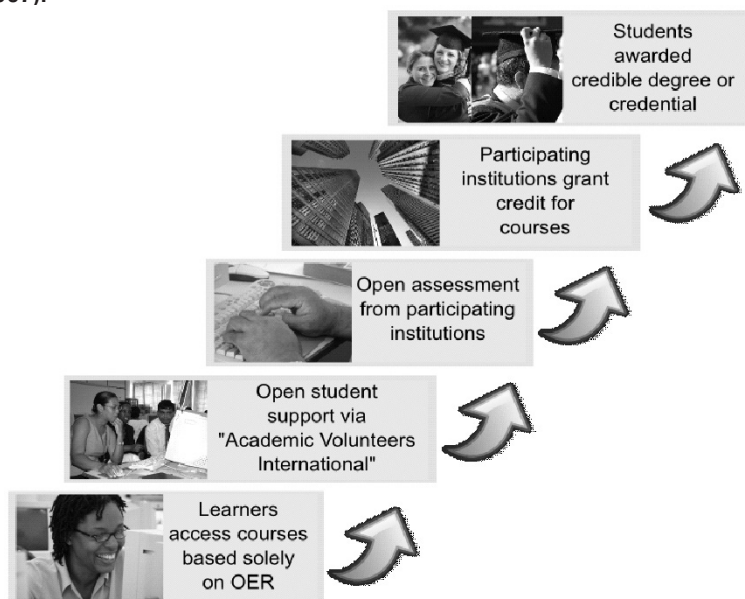 Students
awarded
credible degree or
credential
Participating
institutions grant
credit for
courses
Open assessment
from participating
institutions
Open student
support via
"Academic Volunteers
International"
Learners
access courses
based solely
on OER